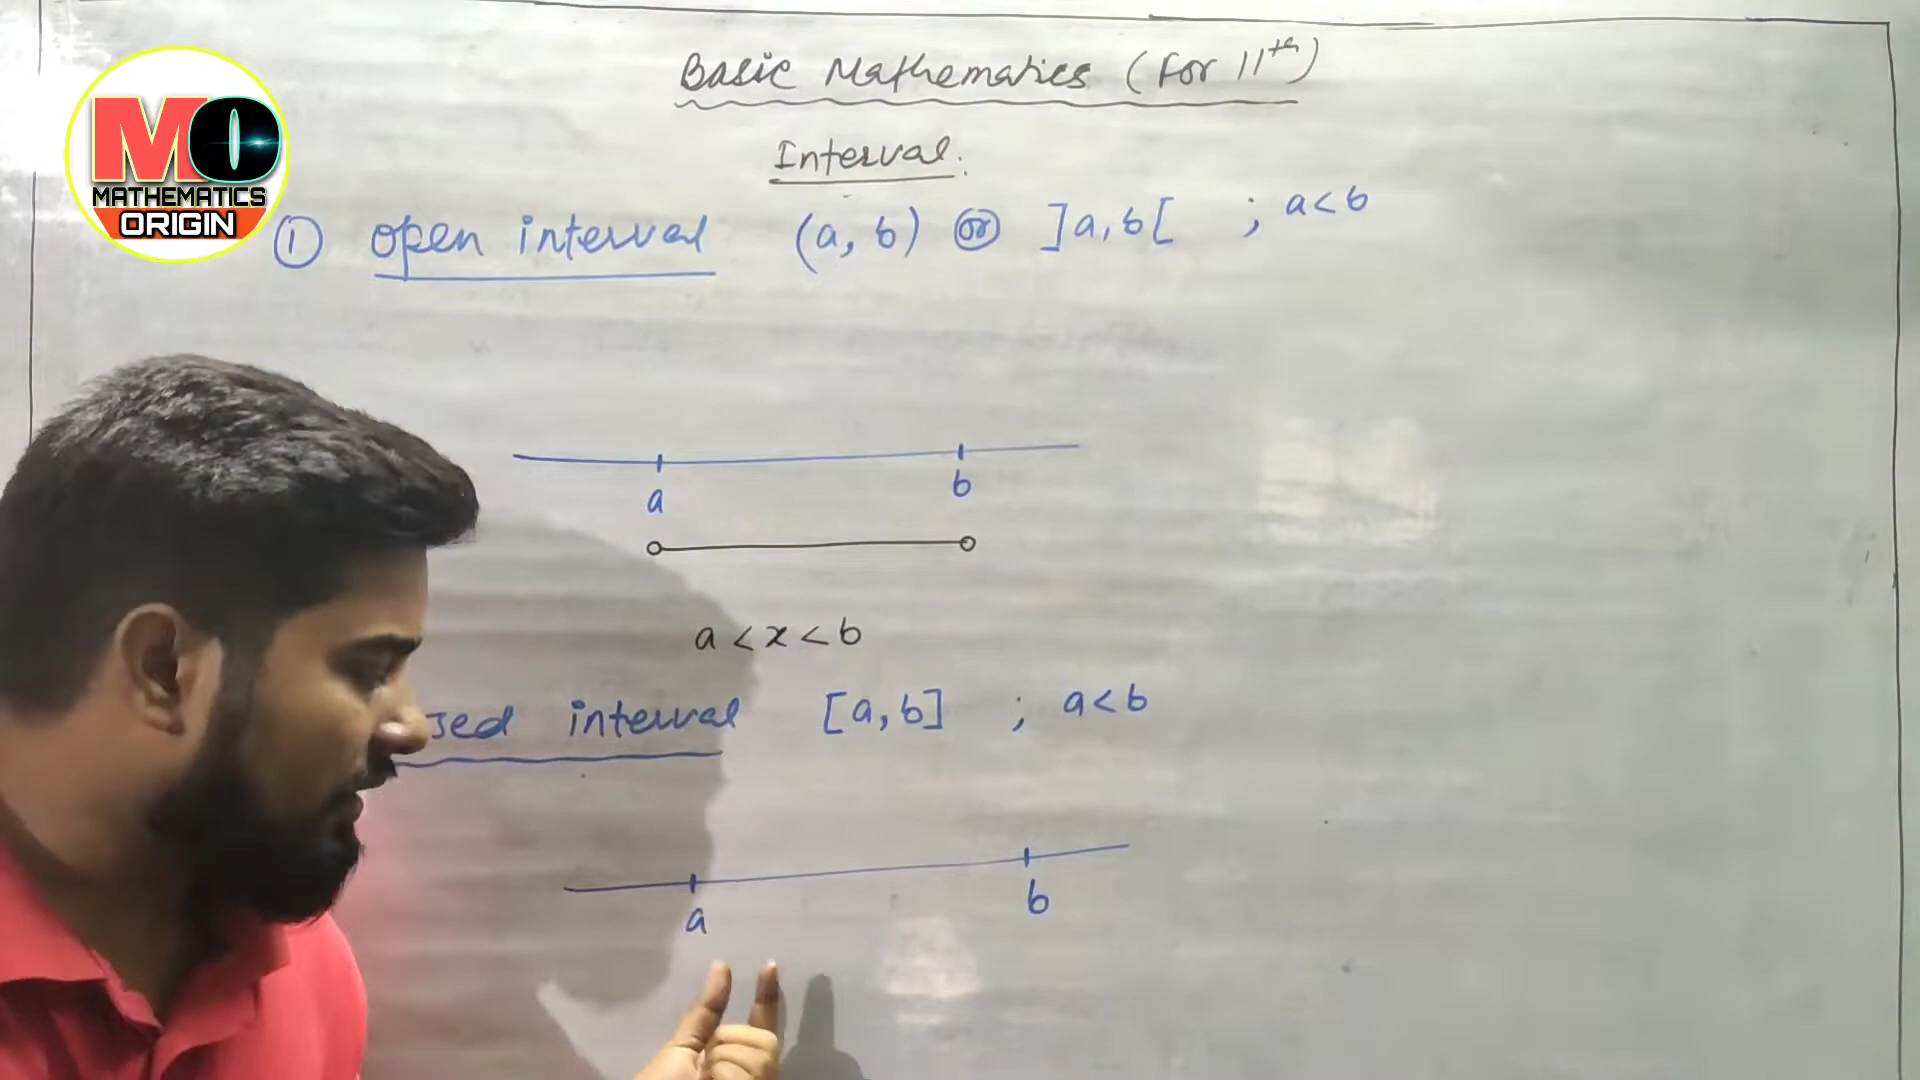 MO
MATHEMATICS
ORIGIN
Basic Mathematics (For 11th)
Interval.
① open interval (a, b) or ]a, b[ ; a<b
a b
a < x < b
sed interval [a, b] ; a<b
a b